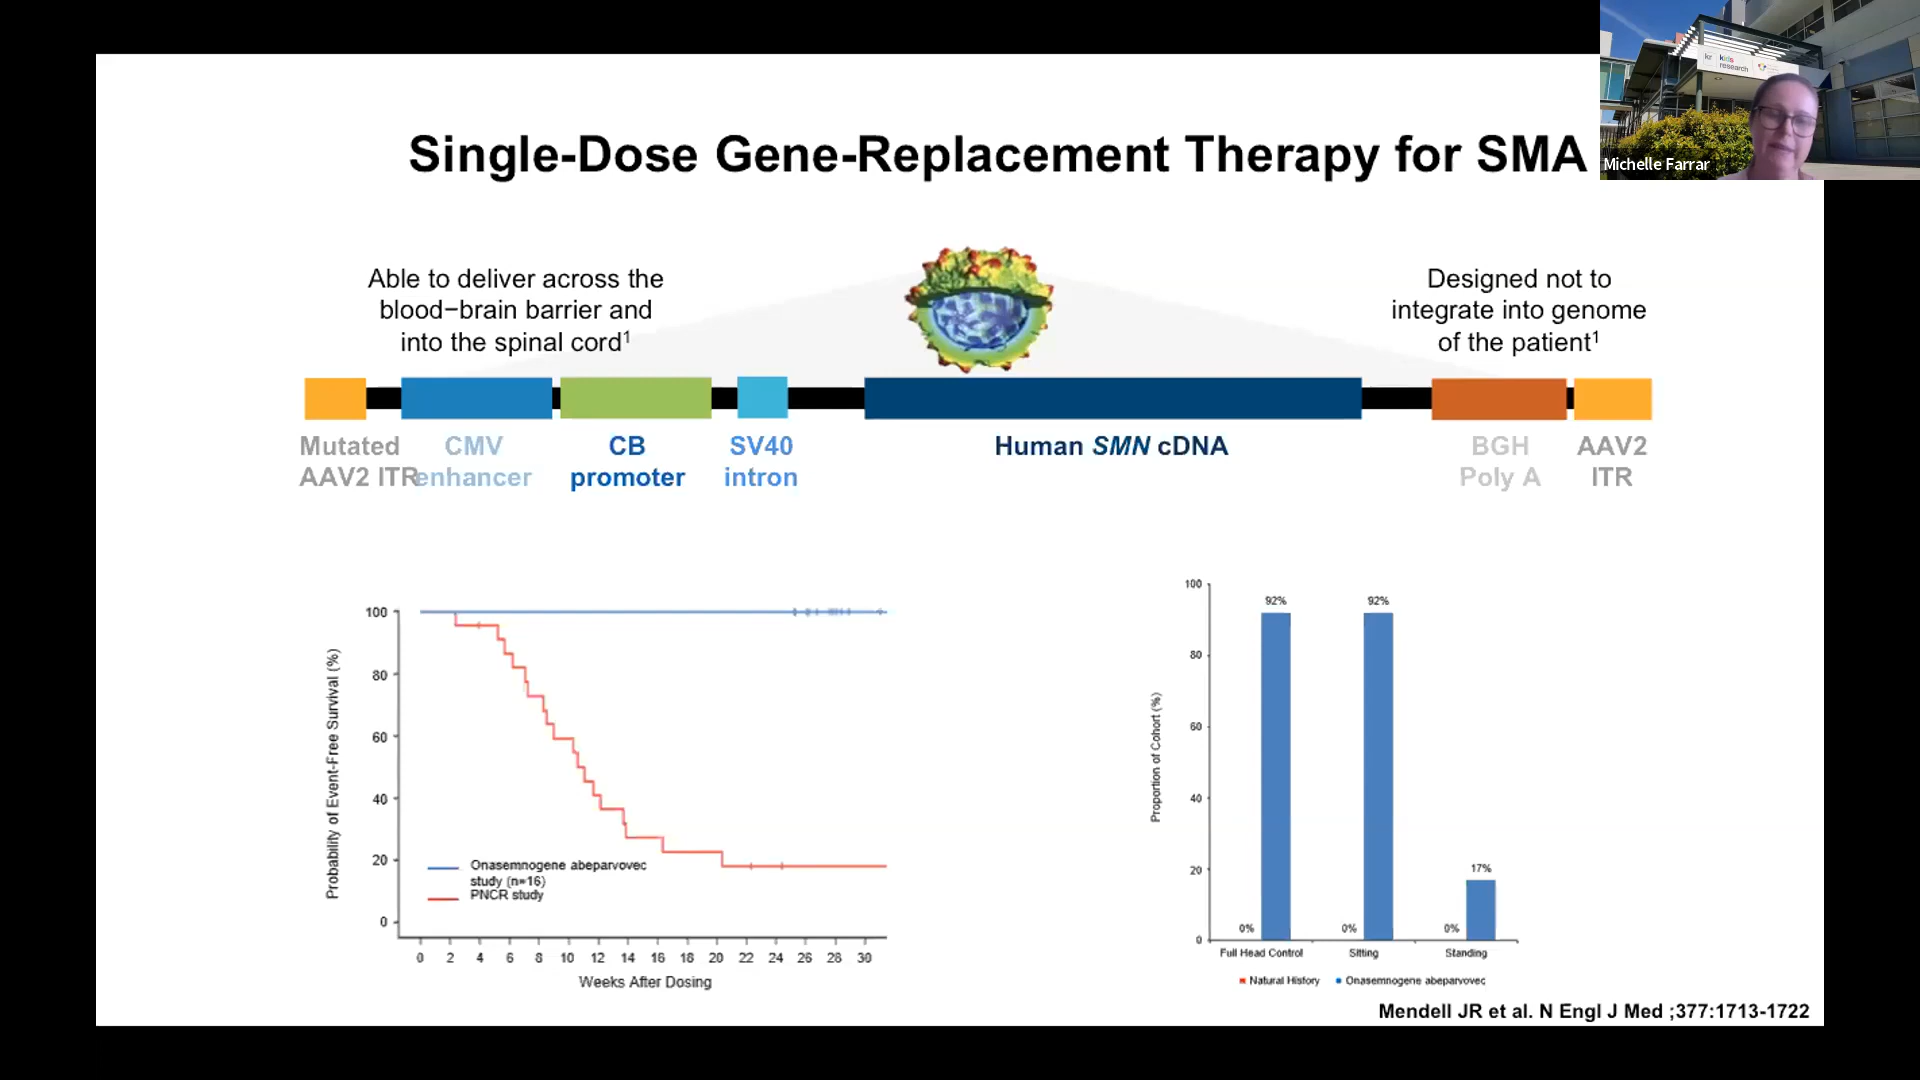 kr kids
research
Michelle Farrar
Single-Dose Gene-Replacement Therapy for SMA
Able to deliver across the
blood–brain barrier and
into the spinal cord1
Designed not to
integrate into genome
of the patient1
Mutated
AAV2 ITR
CMV
enhancer
CB
promoter
SV40
intron
Human SMN cDNA
BGH
Poly A
AAV2
ITR
Probability of Event-Free Survival (%)
100
80
60
40
20
0
Onasemnogene abeparvovec
study (n=16)
PNCR study
0 2 4 6 8 10 12 14 16 18 20 22 24 26 28 30
Weeks After Dosing
Proportion of Cohort (%)
100
80
60
40
20
0
0% 92% 0% 92% 0% 17%
Full Head Control Sitting Standing
Natural History Onasemnogene abeparvovec
Mendell JR et al. N Engl J Med ;377:1713-1722